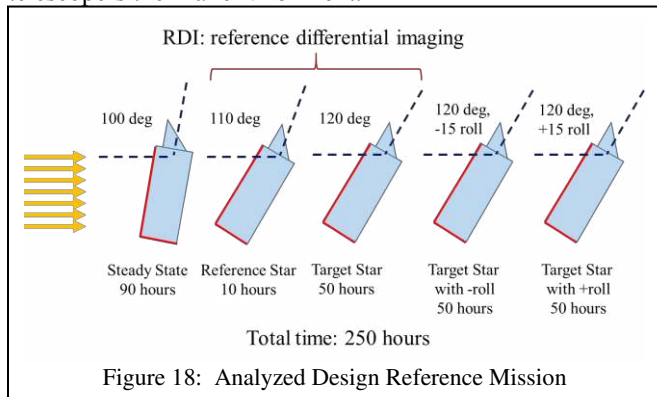 RDI: reference differential imaging
100 deg
110 deg
120 deg
120 deg,
-15 roll
120 deg,
+15 roll
Steady State
90 hours
Reference Star
10 hours
Target Star
50 hours
Target Star
with -roll
50 hours
Target Star
with +roll
50 hours
Total time: 250 hours
Figure 18: Analyzed Design Reference Mission